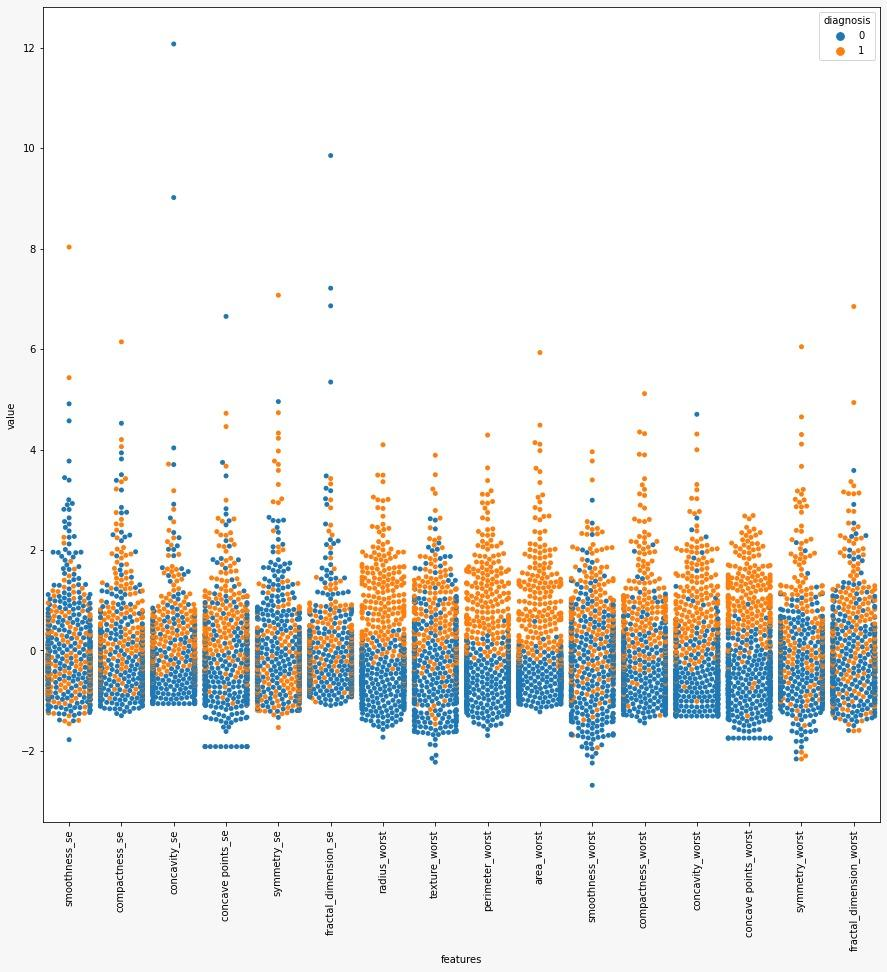 diagnosis
0
1
12
10
8
6
4
2
0
−2
value
smoothness_se
compactness_se
concavity_se
concave points_se
symmetry_se
fractal_dimension_se
radius_worst
texture_worst
perimeter_worst
area_worst
smoothness_worst
compactness_worst
concavity_worst
concave points_worst
symmetry_worst
fractal_dimension_worst
features